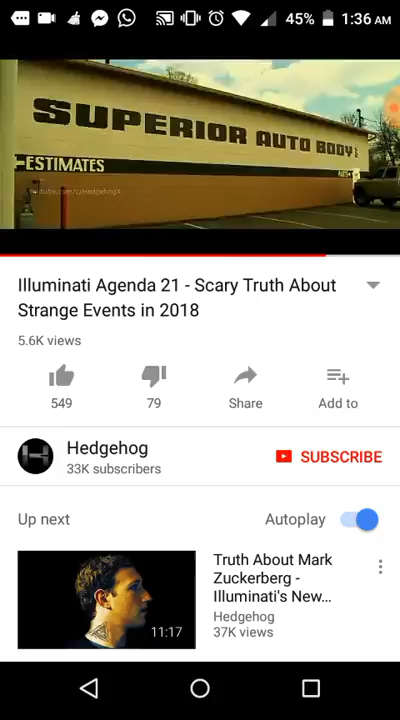 45% 1:36 AM
SUPERIOR AUTO BODY
ESTIMATES
Illuminati Agenda 21 - Scary Truth About
Strange Events in 2018
5.6K views
549 79 Share Add to
Hedgehog
33K subscribers
SUBSCRIBE
Up next Autoplay
Truth About Mark
Zuckerberg -
Illuminati's New...
Hedgehog
37K views
11:17